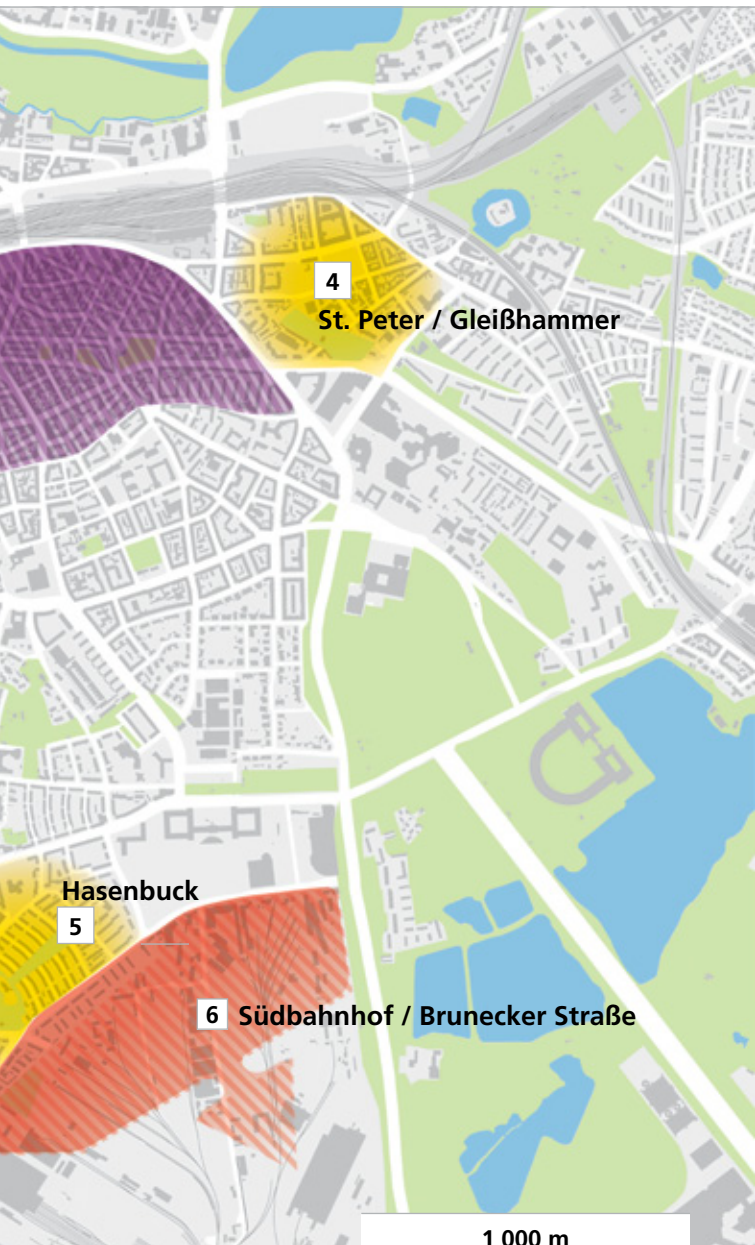 4
St. Peter / Gleißhammer
Hasenbuck
5
6 Südbahnhof / Brunecker Straße
1 000 m